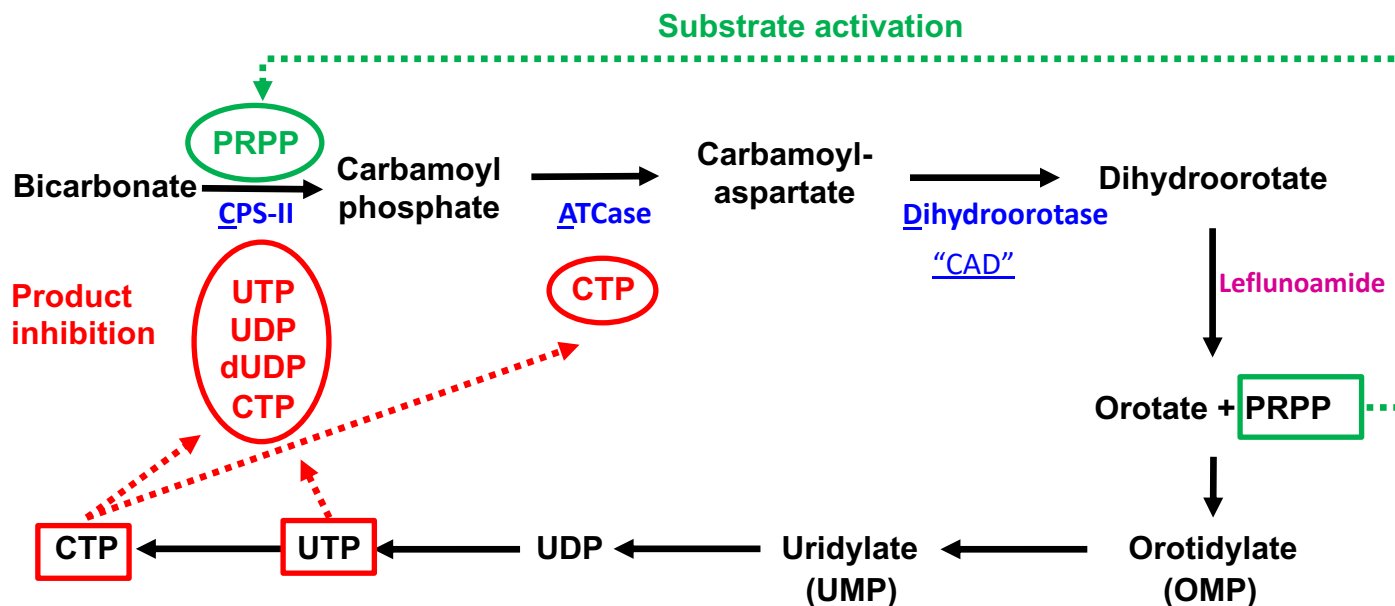 Substrate activation
PRPP
Bicarbonate
Carbamoyl
phosphate
Carbamoyl-
aspartate
Dihydroorotate
CPS-II
ATCase
Dihydroorotase
“CAD”
Product
inhibition
UTP
UDP
dUDP
CTP
CTP
Leflunoamide
Orotate + PRPP
CTP
UTP
UDP
Uridylate
(UMP)
Orotidylate
(OMP)